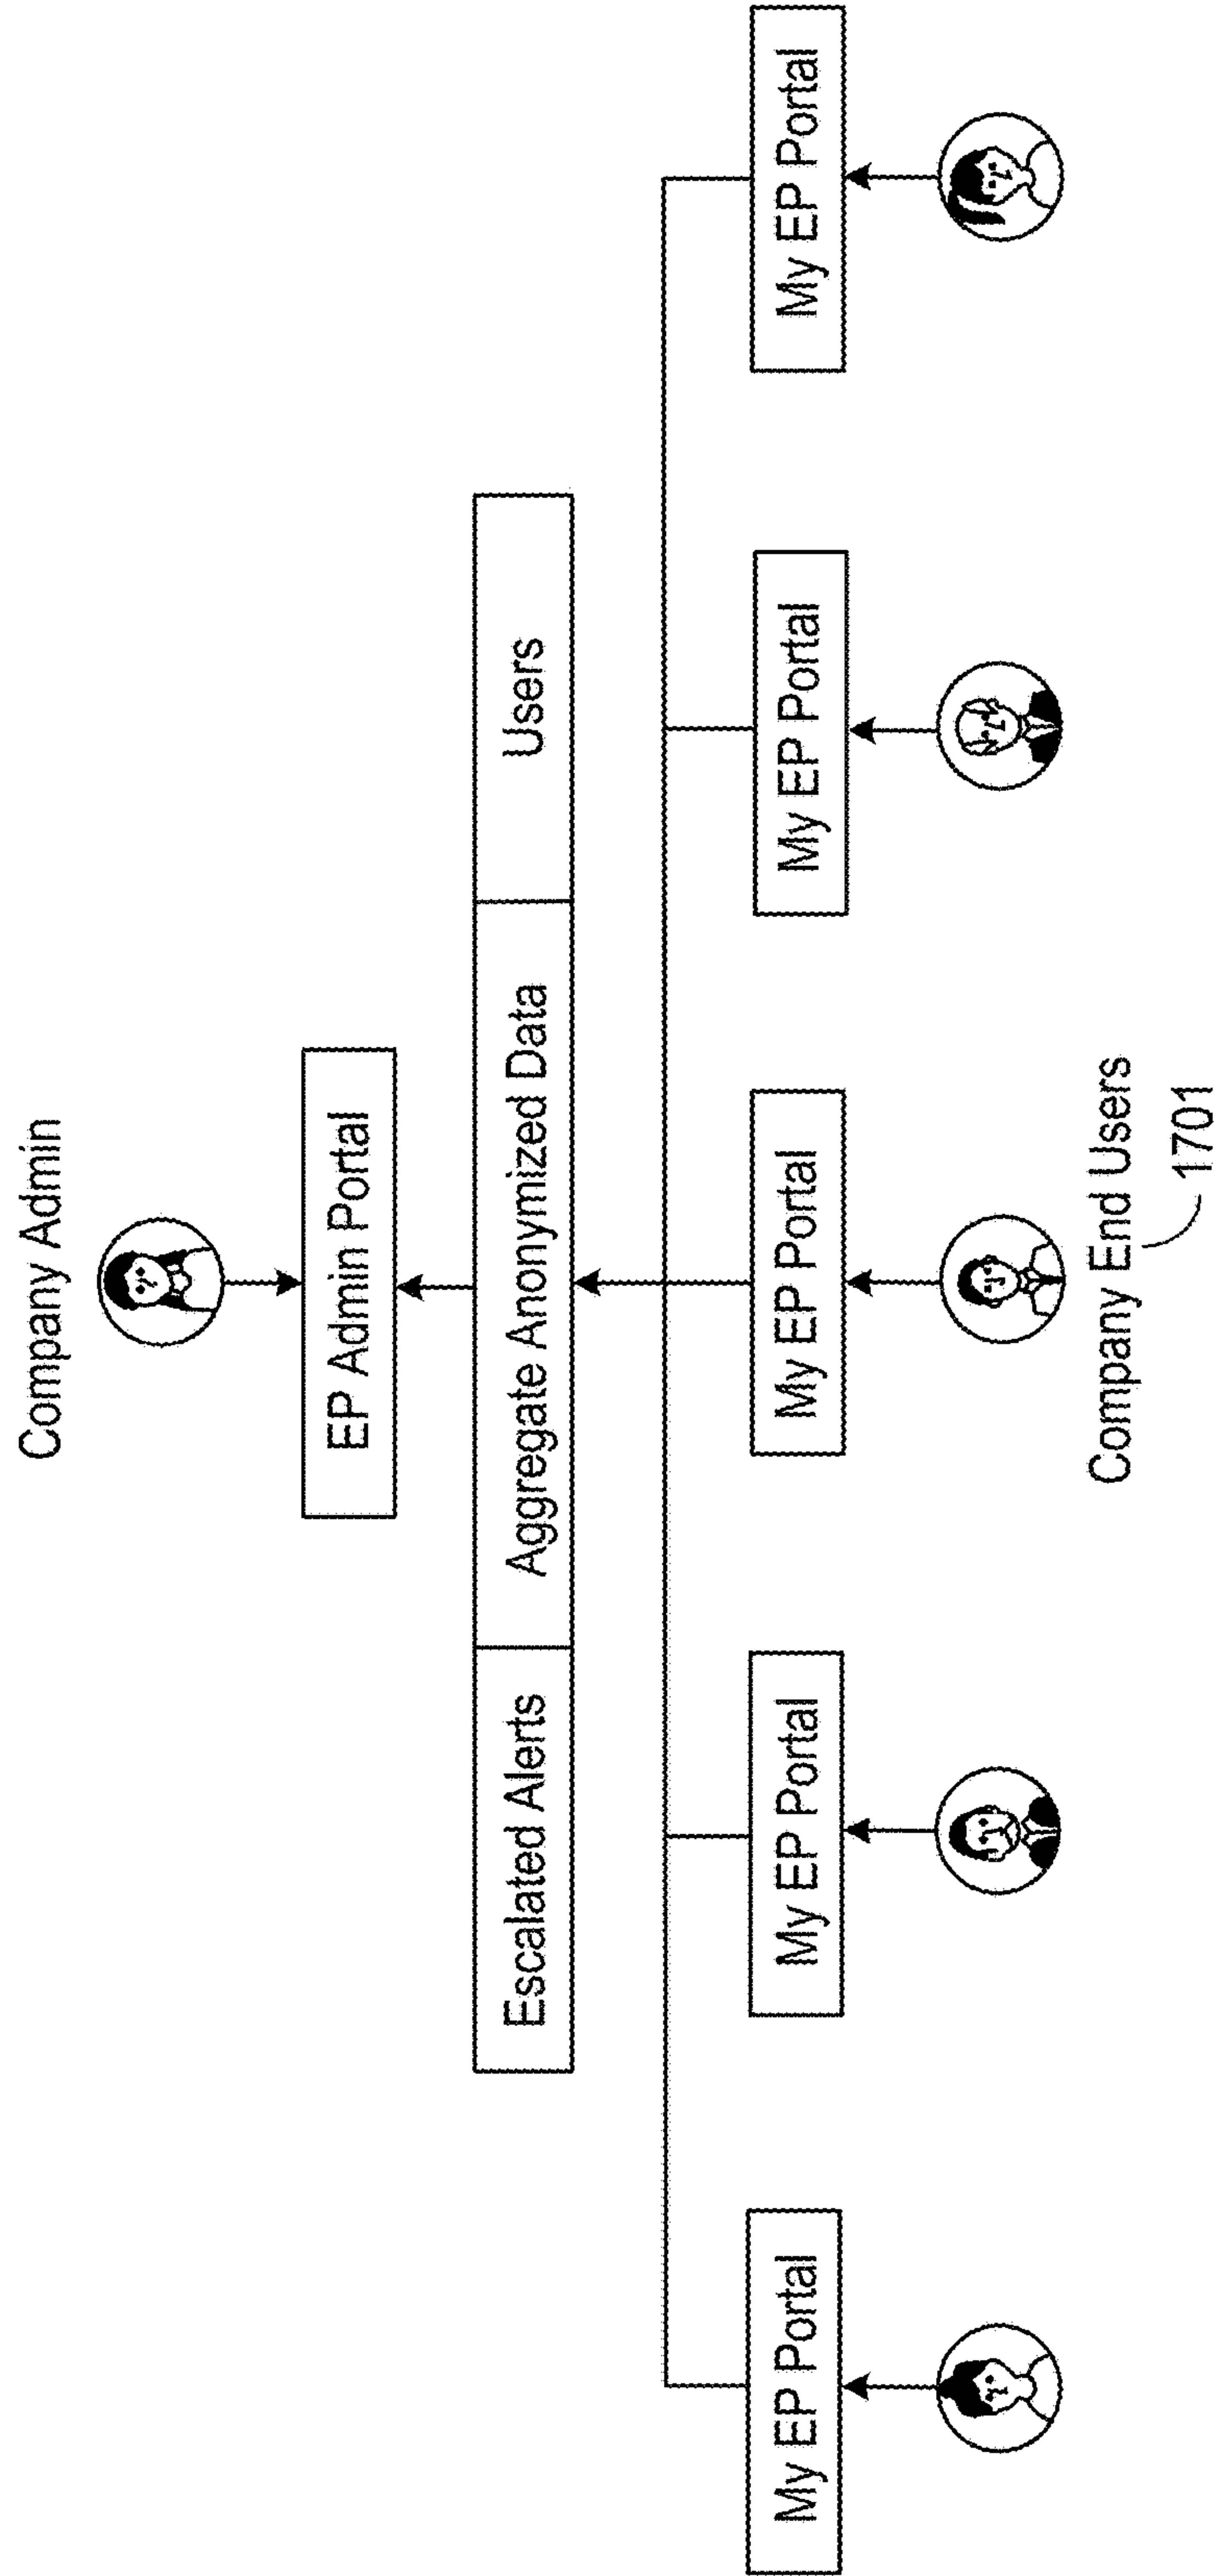 Company Admin
EP Admin Portal
Escalated Alerts
Aggregate Anonymized Data
Users
My EP Portal
My EP Portal
My EP Portal
My EP Portal
My EP Portal
Company End Users
1701